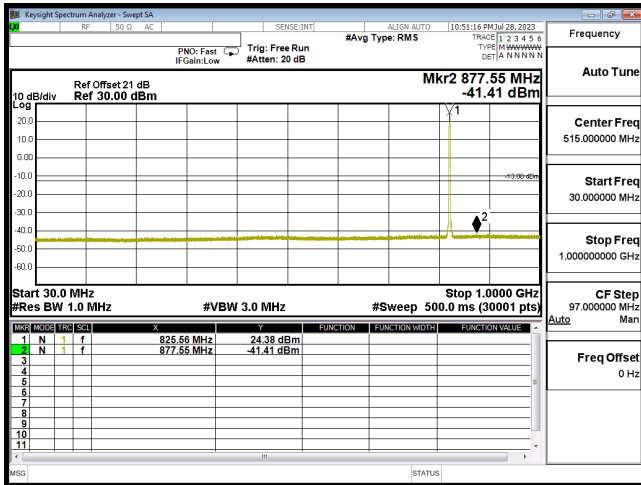 Keysight Spectrum Analyzer - Swept SA
RF 50 Ω AC SENSE:INT ALIGN AUTO 10:51:16 PM Jul 28, 2023
#Avg Type: RMS TRACE 1 2 3 4 5 6
PNO: Fast Trig: Free Run TYPE M WWWWW
IFGain:Low #Atten: 20 dB DET A N N N N N
Mkr2 877.55 MHz
-41.41 dBm
Ref Offset 21 dB
10 dB/div Ref 30.00 dBm
Log
1
20.0
10.0
0.00
-10.0
-13.00 dBm
-20.0
-30.0
2
-40.0
-50.0
-60.0
Start 30.0 MHz Stop 1.0000 GHz
#Res BW 1.0 MHz #VBW 3.0 MHz #Sweep 500.0 ms (30001 pts)
MKR MODE TRC SCL X Y FUNCTION FUNCTION WIDTH FUNCTION VALUE
1 N 1 f 825.56 MHz 24.38 dBm
2 N 1 f 877.55 MHz -41.41 dBm
3
4
5
6
7
8
9
10
11
MSG STATUS
Frequency
Auto Tune
Center Freq
515.000000 MHz
Start Freq
30.000000 MHz
Stop Freq
1.000000000 GHz
CF Step
97.000000 MHz
Auto Man
Freq Offset
0 Hz